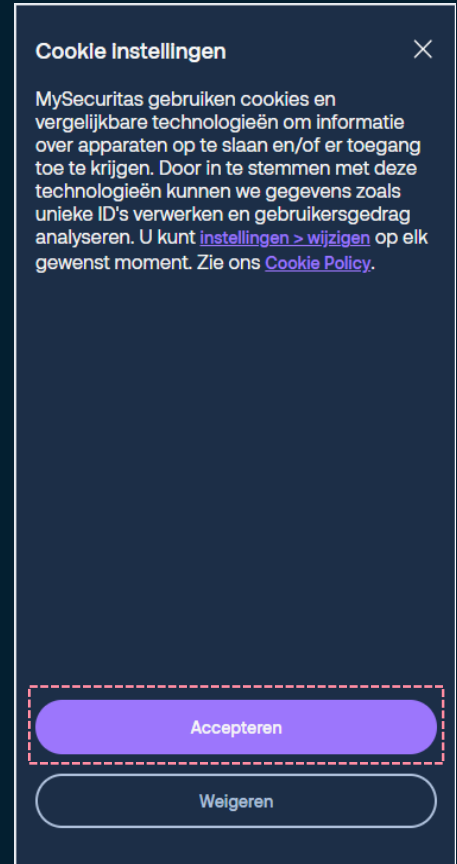 Cookie Instellingen
MySecuritas gebruiken cookies en
vergelijkbare technologieën om informatie
over apparaten op te slaan en/of er toegang
toe te krijgen. Door in te stemmen met deze
technologieën kunnen we gegevens zoals
unieke ID's verwerken en gebruikersgedrag
analyseren. U kunt instellingen > wijzigen op elk
gewenst moment. Zie ons Cookie Policy.
Accepteren
Weigeren